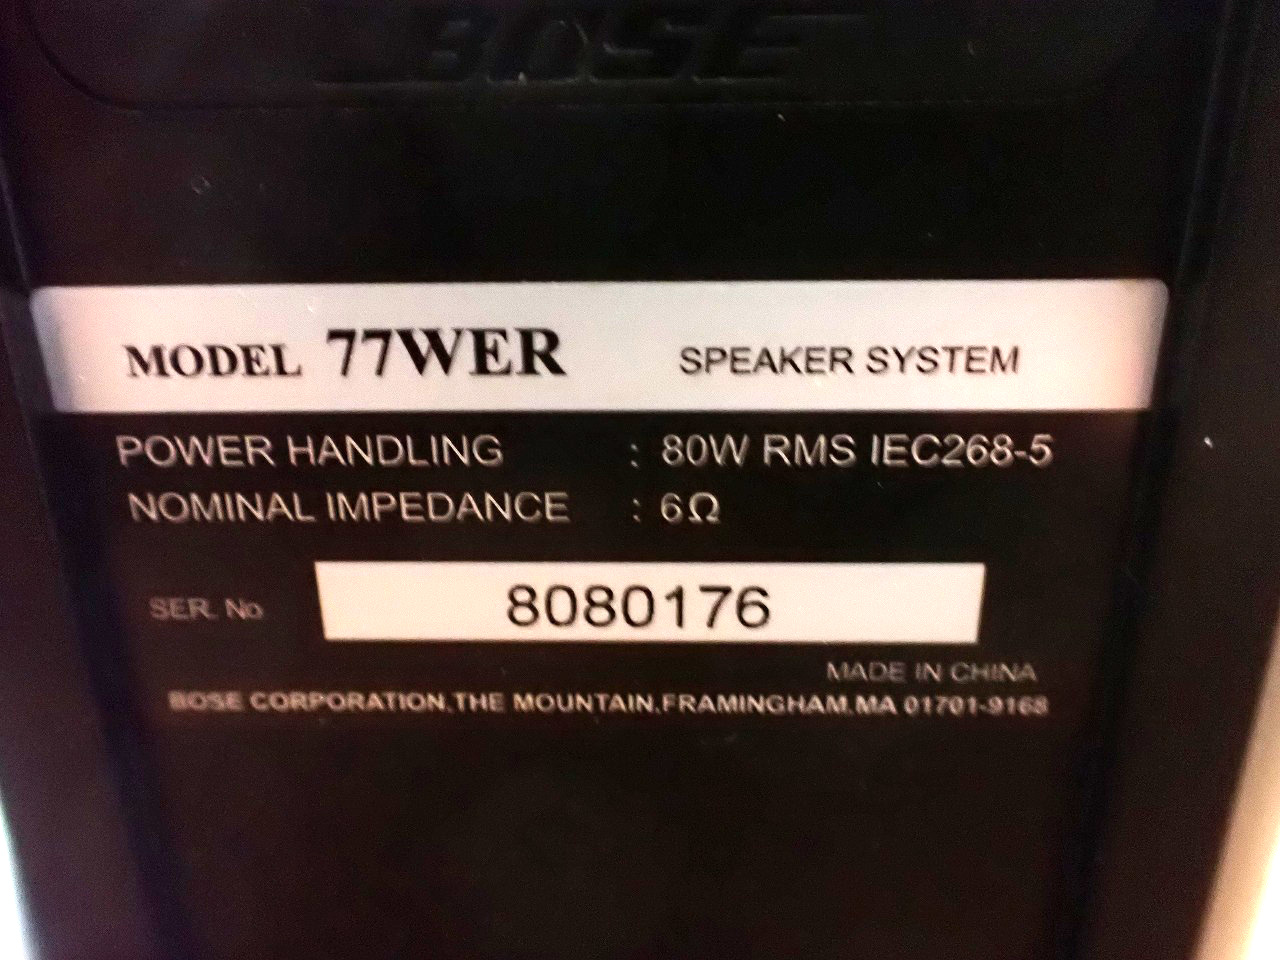 BOSE
MODEL 77WER SPEAKER SYSTEM
POWER HANDLING : 80W RMS IEC268-5
NOMINAL IMPEDANCE : 6Ω
SER. No. 8080176
MADE IN CHINA
BOSE CORPORATION,THE MOUNTAIN,FRAMINGHAM,MA 01701-9168